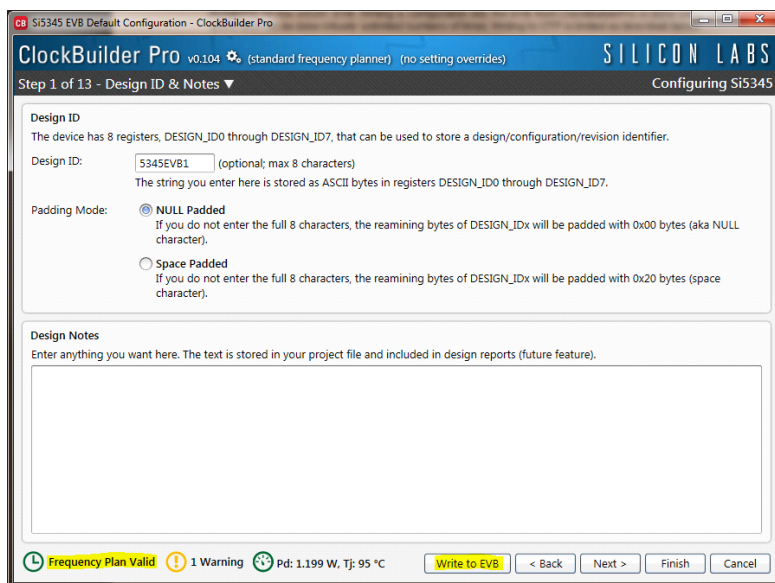 CB Si5345 EVB Default Configuration - ClockBuilder Pro
ClockBuilder Pro v0.104 (standard frequency planner) (no setting overrides) SILICON LABS
Step 1 of 13 - Design ID & Notes ▼ Configuring Si5345
Design ID
The device has 8 registers, DESIGN_ID0 through DESIGN_ID7, that can be used to store a design/configuration/revision identifier.
Design ID: 5345EVB1 (optional; max 8 characters)
The string you enter here is stored as ASCII bytes in registers DESIGN_ID0 through DESIGN_ID7.
Padding Mode: NULL Padded
If you do not enter the full 8 characters, the reamining bytes of DESIGN_IDx will be padded with 0x00 bytes (aka NULL
character).
Space Padded
If you do not enter the full 8 characters, the reamining bytes of DESIGN_IDx will be padded with 0x20 bytes (space
character).
Design Notes
Enter anything you want here. The text is stored in your project file and included in design reports (future feature).
Frequency Plan Valid 1 Warning Pd: 1.199 W, Tj: 95 °C Write to EVB < Back Next > Finish Cancel